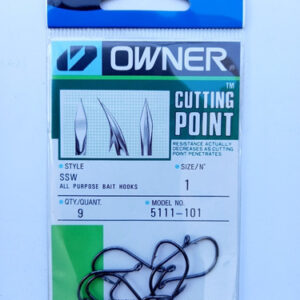 OWNER
CUTTING™
POINT
RESISTANCE ACTUALLY
DECREASES AS CUTTING
POINT PENETRATES.
STYLE
SSW
ALL PURPOSE BAIT HOOKS
SIZE/N°
1
QTY/QUANT.
9
MODEL NO.
5111-101